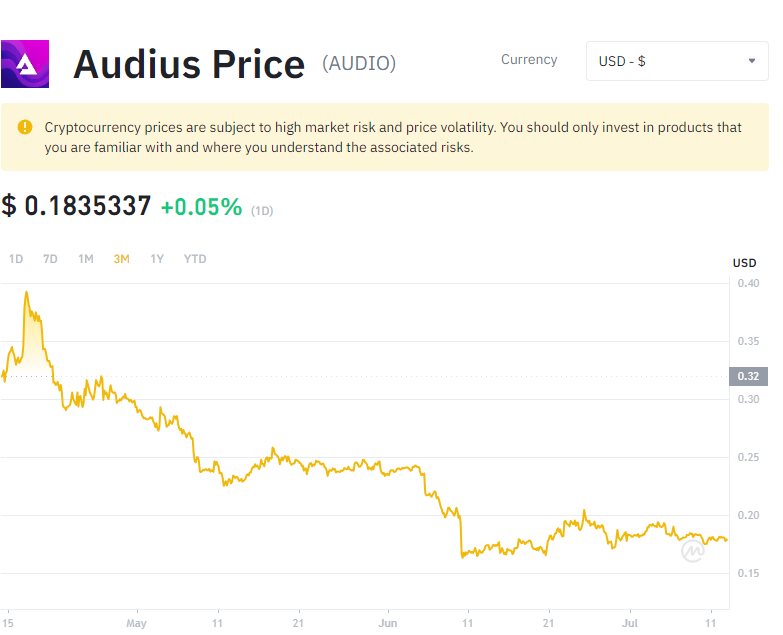 Audius Price (AUDIO)
Currency
USD - $
Cryptocurrency prices are subject to high market risk and price volatility. You should only invest in products that
you are familiar with and where you understand the associated risks.
$ 0.1835337 +0.05% (1D)
1D 7D 1M 3M 1Y YTD
USD
0.40
0.35
0.32
0.30
0.25
0.20
0.15
15 May 11 21 Jun 11 21 Jul 11